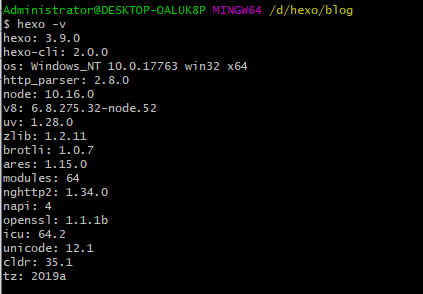 Administrator@DESKTOP-OALUK8P MINGW64 /d/hexo/blog
$ hexo -v
hexo: 3.9.0
hexo-cli: 2.0.0
os: Windows_NT 10.0.17763 win32 x64
http_parser: 2.8.0
node: 10.16.0
v8: 6.8.275.32-node.52
uv: 1.28.0
zlib: 1.2.11
brotli: 1.0.7
ares: 1.15.0
modules: 64
nghttp2: 1.34.0
napi: 4
openssl: 1.1.1b
icu: 64.2
unicode: 12.1
cldr: 35.1
tz: 2019a